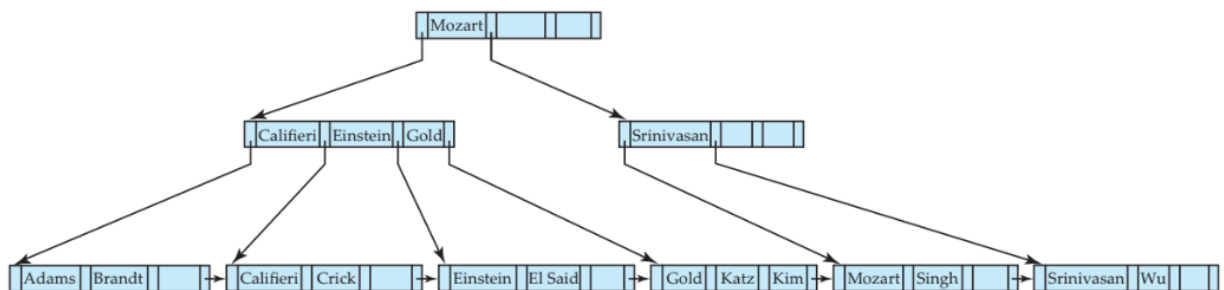 Mozart
Califieri Einstein Gold Srinivasan
Adams Brandt Califieri Crick Einstein El Said Gold Katz Kim Mozart Singh Srinivasan Wu